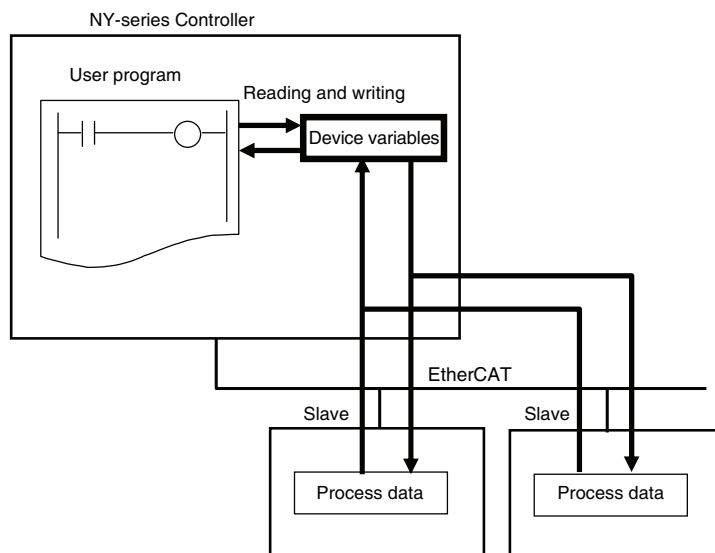 NY-series Controller
User program
Reading and writing
Device variables
EtherCAT
Slave
Slave
Process data
Process data